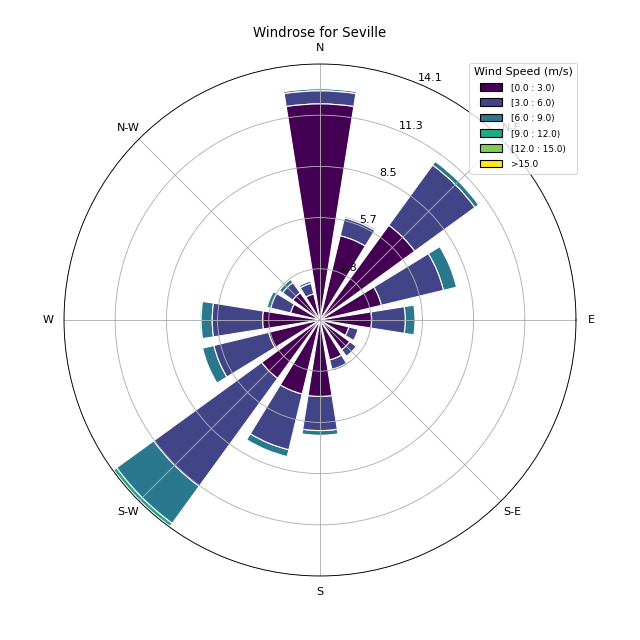 Windrose for Seville
N
14.1
Wind Speed (m/s)
[0.0 : 3.0)
[3.0 : 6.0)
[6.0 : 9.0)
[9.0 : 12.0)
[12.0 : 15.0)
>15.0
N-W
N-E
11.3
8.5
5.7
2.8
W
E
S-W
S-E
S